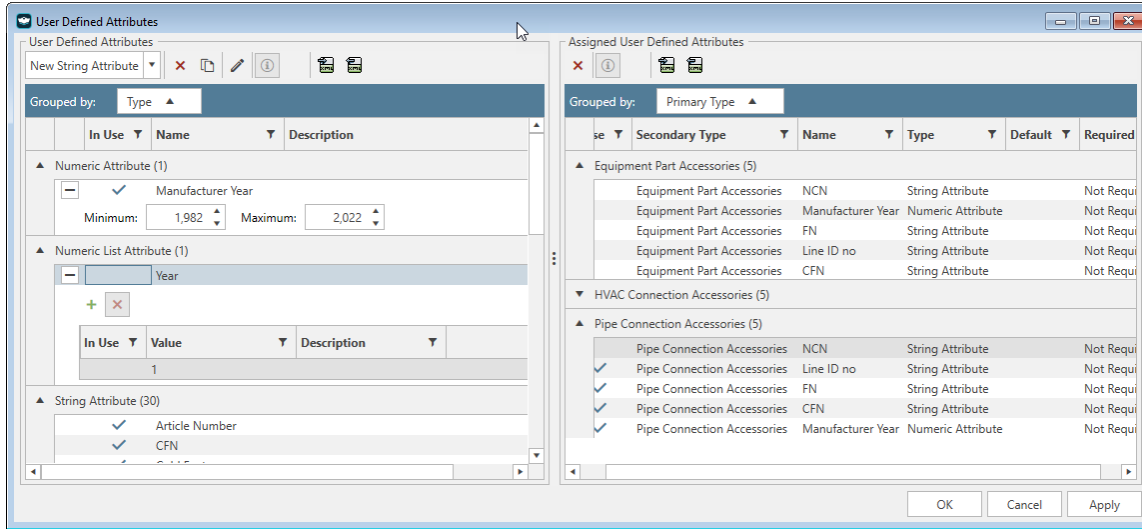 User Defined Attributes
User Defined Attributes
New String Attribute
Grouped by: Type
In Use Name Description
Numeric Attribute (1)
Manufacturer Year
Minimum: 1,982 Maximum: 2,022
Numeric List Attribute (1)
Year
In Use Value Description
1
String Attribute (30)
Article Number
CFN
Assigned User Defined Attributes
Grouped by: Primary Type
se Secondary Type Name Type Default Required
Equipment Part Accessories (5)
Equipment Part Accessories NCN String Attribute Not Requi
Equipment Part Accessories Manufacturer Year Numeric Attribute Not Requi
Equipment Part Accessories FN String Attribute Not Requi
Equipment Part Accessories Line ID no String Attribute Not Requi
Equipment Part Accessories CFN String Attribute Not Requi
HVAC Connection Accessories (5)
Pipe Connection Accessories (5)
Pipe Connection Accessories NCN String Attribute Not Requi
Pipe Connection Accessories Line ID no String Attribute Not Requi
Pipe Connection Accessories FN String Attribute Not Requi
Pipe Connection Accessories CFN String Attribute Not Requi
Pipe Connection Accessories Manufacturer Year Numeric Attribute Not Requi
OK Cancel Apply